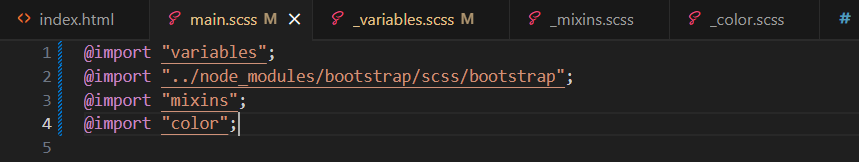 index.html main.scss M _variables.scss M _mixins.scss _color.scss #
1 @import "variables";
2 @import "../node_modules/bootstrap/scss/bootstrap";
3 @import "mixins";
4 @import "color";
5